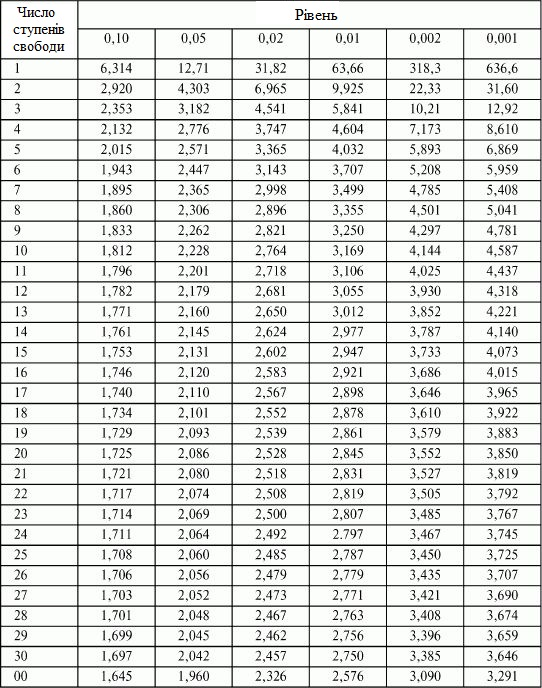 Число ступенів свободи Рівень
0,10 0,05 0,02 0,01 0,002 0,001
1 6,314 12,71 31,82 63,66 318,3 636,6
2 2,920 4,303 6,965 9,925 22,33 31,60
3 2,353 3,182 4,541 5,841 10,21 12,92
4 2,132 2,776 3,747 4,604 7,173 8,610
5 2,015 2,571 3,365 4,032 5,893 6,869
6 1,943 2,447 3,143 3,707 5,208 5,959
7 1,895 2,365 2,998 3,499 4,785 5,408
8 1,860 2,306 2,896 3,355 4,501 5,041
9 1,833 2,262 2,821 3,250 4,297 4,781
10 1,812 2,228 2,764 3,169 4,144 4,587
11 1,796 2,201 2,718 3,106 4,025 4,437
12 1,782 2,179 2,681 3,055 3,930 4,318
13 1,771 2,160 2,650 3,012 3,852 4,221
14 1,761 2,145 2,624 2,977 3,787 4,140
15 1,753 2,131 2,602 2,947 3,733 4,073
16 1,746 2,120 2,583 2,921 3,686 4,015
17 1,740 2,110 2,567 2,898 3,646 3,965
18 1,734 2,101 2,552 2,878 3,610 3,922
19 1,729 2,093 2,539 2,861 3,579 3,883
20 1,725 2,086 2,528 2,845 3,552 3,850
21 1,721 2,080 2,518 2,831 3,527 3,819
22 1,717 2,074 2,508 2,819 3,505 3,792
23 1,714 2,069 2,500 2,807 3,485 3,767
24 1,711 2,064 2,492 2.797 3,467 3,745
25 1,708 2,060 2,485 2,787 3,450 3,725
26 1,706 2,056 2,479 2,779 3,435 3,707
27 1,703 2,052 2,473 2,771 3,421 3,690
28 1,701 2,048 2,467 2,763 3,408 3,674
29 1,699 2,045 2,462 2,756 3,396 3,659
30 1,697 2,042 2,457 2,750 3,385 3,646
00 1,645 1,960 2,326 2,576 3,090 3,291